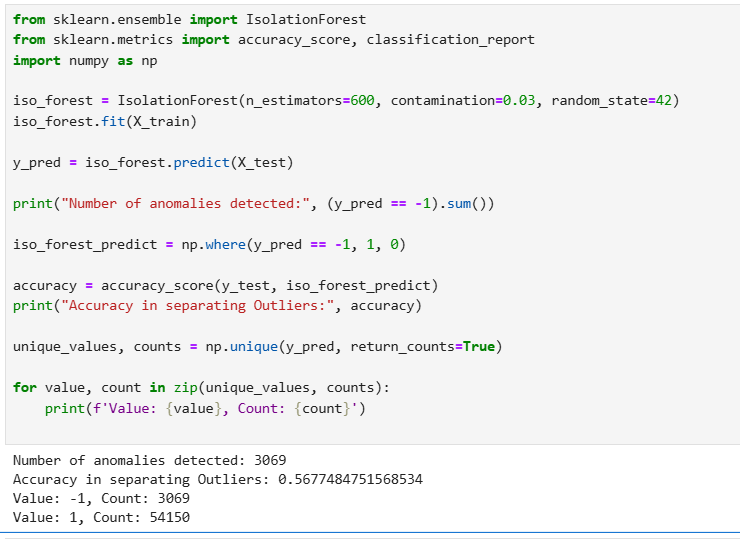 from sklearn.ensemble import IsolationForest
from sklearn.metrics import accuracy_score, classification_report
import numpy as np
iso_forest = IsolationForest(n_estimators=600, contamination=0.03, random_state=42)
iso_forest.fit(X_train)
y_pred = iso_forest.predict(X_test)
print("Number of anomalies detected:", (y_pred == -1).sum())
iso_forest_predict = np.where(y_pred == -1, 1, 0)
accuracy = accuracy_score(y_test, iso_forest_predict)
print("Accuracy in separating Outliers:", accuracy)
unique_values, counts = np.unique(y_pred, return_counts=True)
for value, count in zip(unique_values, counts):
    print(f'Value: {value}, Count: {count}')
Number of anomalies detected: 3069
Accuracy in separating Outliers: 0.5677484751568534
Value: -1, Count: 3069
Value: 1, Count: 54150